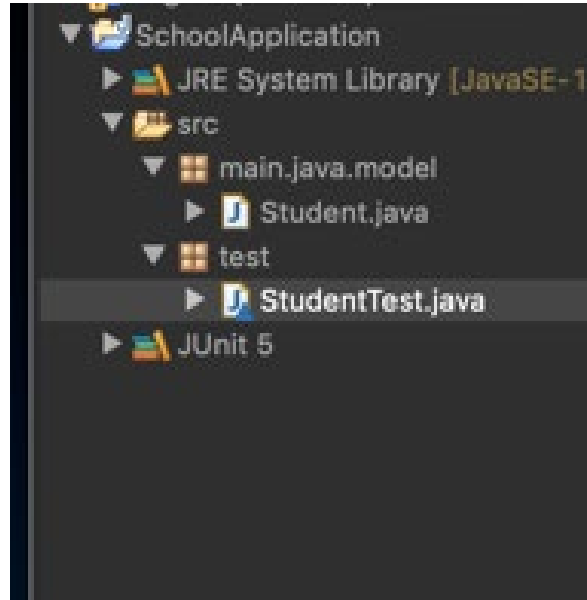 SchoolApplication
JRE System Library [JavaSE-1
src
main.java.model
Student.java
test
StudentTest.java
JUnit 5